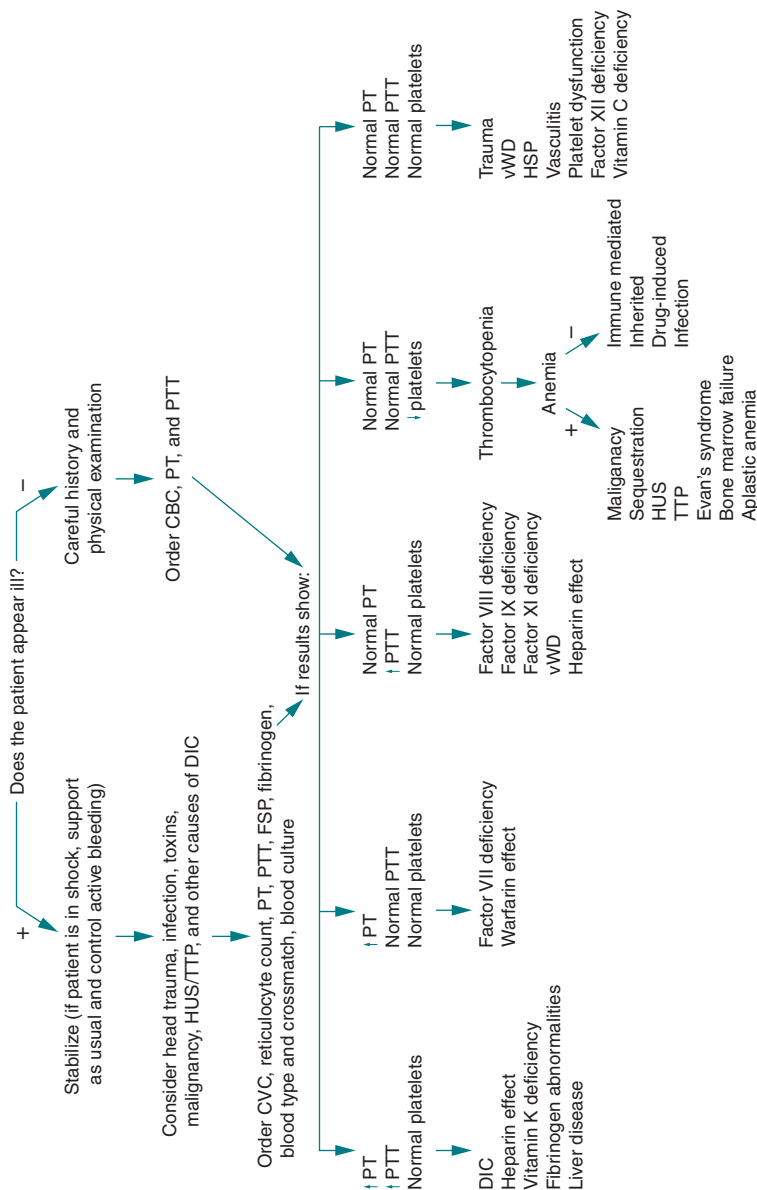 Does the patient appear ill?
+
–
Stabilize (if patient is in shock, support
as usual and control active bleeding)
Consider head trauma, infection, toxins,
malignancy, HUS/TTP, and other causes of DIC
Order CVC, reticulocyte count, PT, PTT, FSP, fibrinogen,
blood type and crossmatch, blood culture
Careful history and
physical examination
Order CBC, PT, and PTT
If results show:
↑ PT
↑ PTT
Normal platelets
DIC
Heparin effect
Vitamin K deficiency
Fibrinogen abnormalities
Liver disease
↑ PT
Normal PTT
Normal platelets
Factor VII deficiency
Warfarin effect
Normal PT
↑ PTT
Normal platelets
Factor VIII deficiency
Factor IX deficiency
Factor XI deficiency
vWD
Heparin effect
Normal PT
Normal PTT
↓ platelets
Thrombocytopenia
Anemia
+
–
Maliganacy
Sequestration
HUS
TTP
Evan's syndrome
Bone marrow failure
Aplastic anemia
Immune mediated
Inherited
Drug-induced
Infection
Normal PT
Normal PTT
Normal platelets
Trauma
vWD
HSP
Vasculitis
Platelet dysfunction
Factor XII deficiency
Vitamin C deficiency